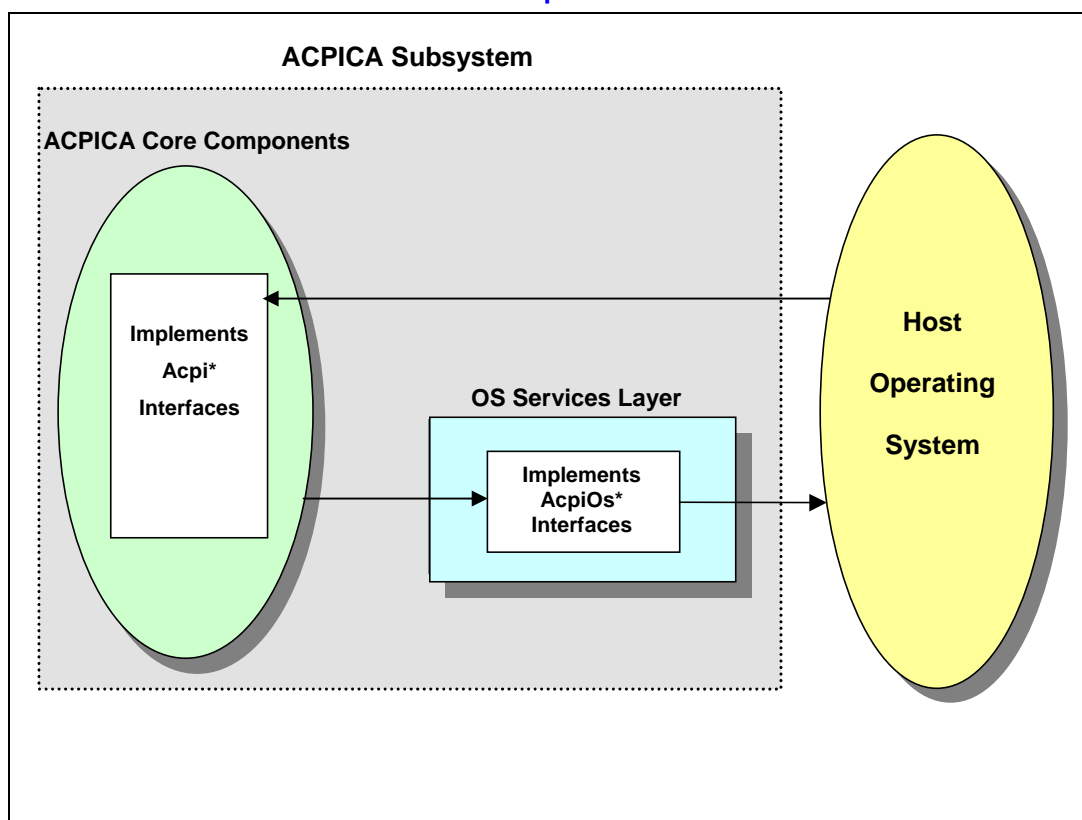 ACPICA Subsystem
ACPICA Core Components
Implements
Acpi*
Interfaces
OS Services Layer
Implements
AcpiOs*
Interfaces
Host
Operating
System